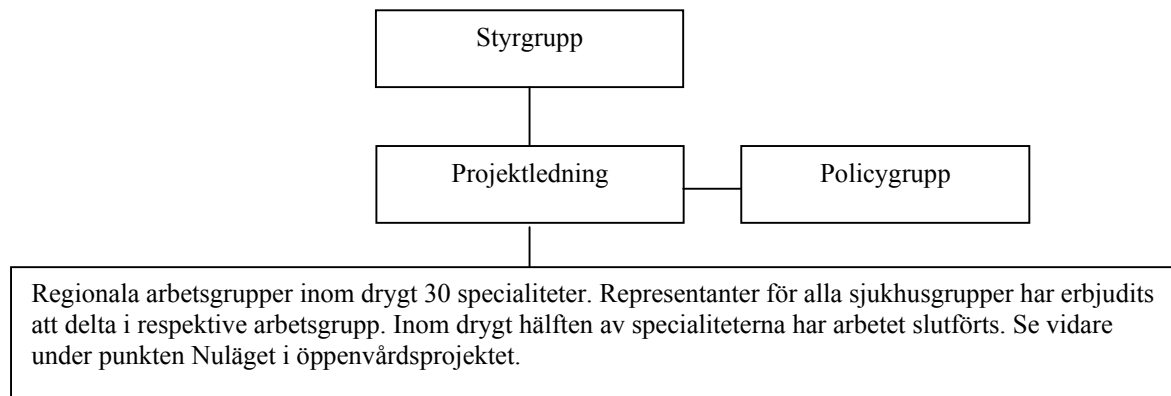 Styrgrupp
Projektledning
Policygrupp
Regionala arbetsgrupper inom drygt 30 specialiteter. Representanter för alla sjukhusgrupper har erbjudits
att delta i respektive arbetsgrupp. Inom drygt hälften av specialiteterna har arbetet slutförts. Se vidare
under punkten Nuläget i öppenvårdsprojektet.